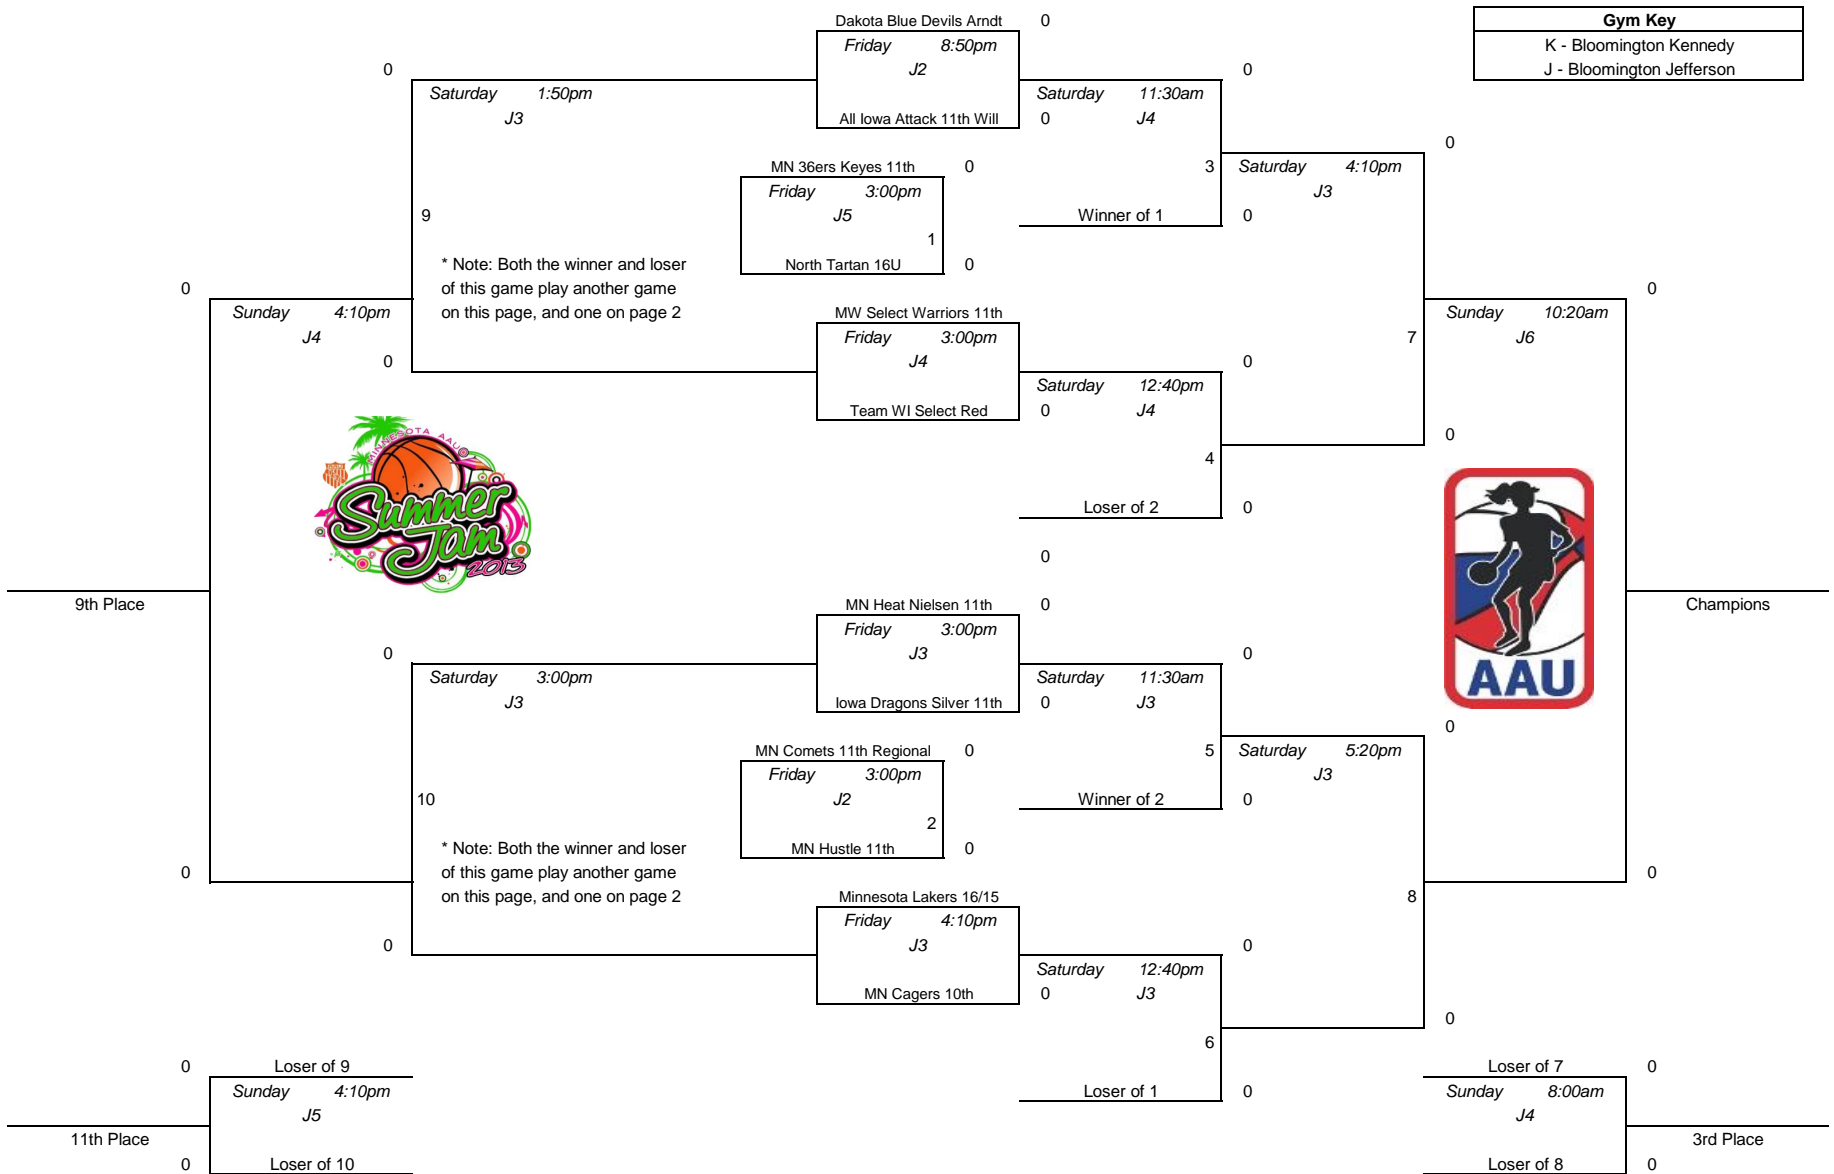 Dakota Blue Devils Arndt 0
Gym Key
Friday 8:50pm
K - Bloomington Kennedy
0 J2 0
J - Bloomington Jefferson
Saturday 1:50pm Saturday 11:30am
J3 All Iowa Attack 11th Will 0 J4
0
MN 36ers Keyes 11th 0 3 Saturday 4:10pm
Friday 3:00pm J3
9 J5 Winner of 1 0
1
* Note: Both the winner and loser North Tartan 16U 0
0 of this game play another game 0
Sunday 4:10pm on this page, and one on page 2 MW Select Warriors 11th Sunday 10:20am
J4 Friday 3:00pm 7 J6
0 J4 0
Saturday 12:40pm
Team WI Select Red 0 J4
0
MINNESOTA AAU
4
Summer
Jam
2013
Loser of 2 0
0
9th Place MN Heat Nielsen 11th 0 Champions
Friday 3:00pm
0 J3 0
Saturday 3:00pm Saturday 11:30am
AAU
J3 Iowa Dragons Silver 11th 0 J3
0
MN Comets 11th Regional 0 5 Saturday 5:20pm
Friday 3:00pm J3
10 J2 Winner of 2 0
2
* Note: Both the winner and loser MN Hustle 11th 0
0 of this game play another game 0
on this page, and one on page 2 Minnesota Lakers 16/15 8
Friday 4:10pm
0 J3 0
Saturday 12:40pm
MN Cagers 10th 0 J3
0
6
0 Loser of 9 Loser of 7 0
Sunday 4:10pm Loser of 1 0 Sunday 8:00am
J5 J4
11th Place 3rd Place
0 Loser of 10 Loser of 8 0